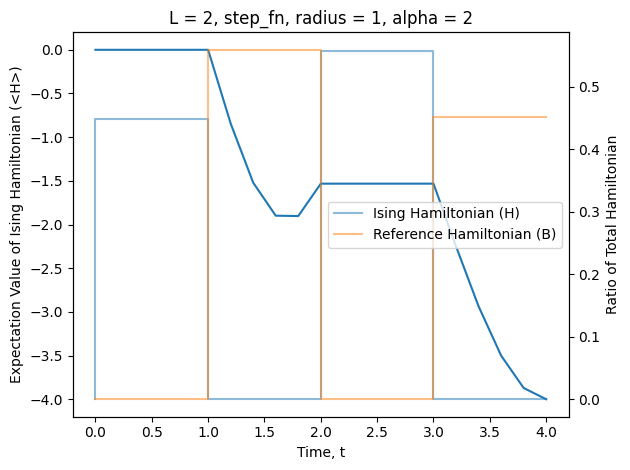 L = 2, step_fn, radius = 1, alpha = 2
Expectation Value of Ising Hamiltonian (<H>)
0.0
−0.5
−1.0
−1.5
−2.0
−2.5
−3.0
−3.5
−4.0
Ising Hamiltonian (H)
Reference Hamiltonian (B)
0.5
0.4
0.3
0.2
0.1
0.0
Ratio of Total Hamiltonian
0.0 0.5 1.0 1.5 2.0 2.5 3.0 3.5 4.0
Time, t